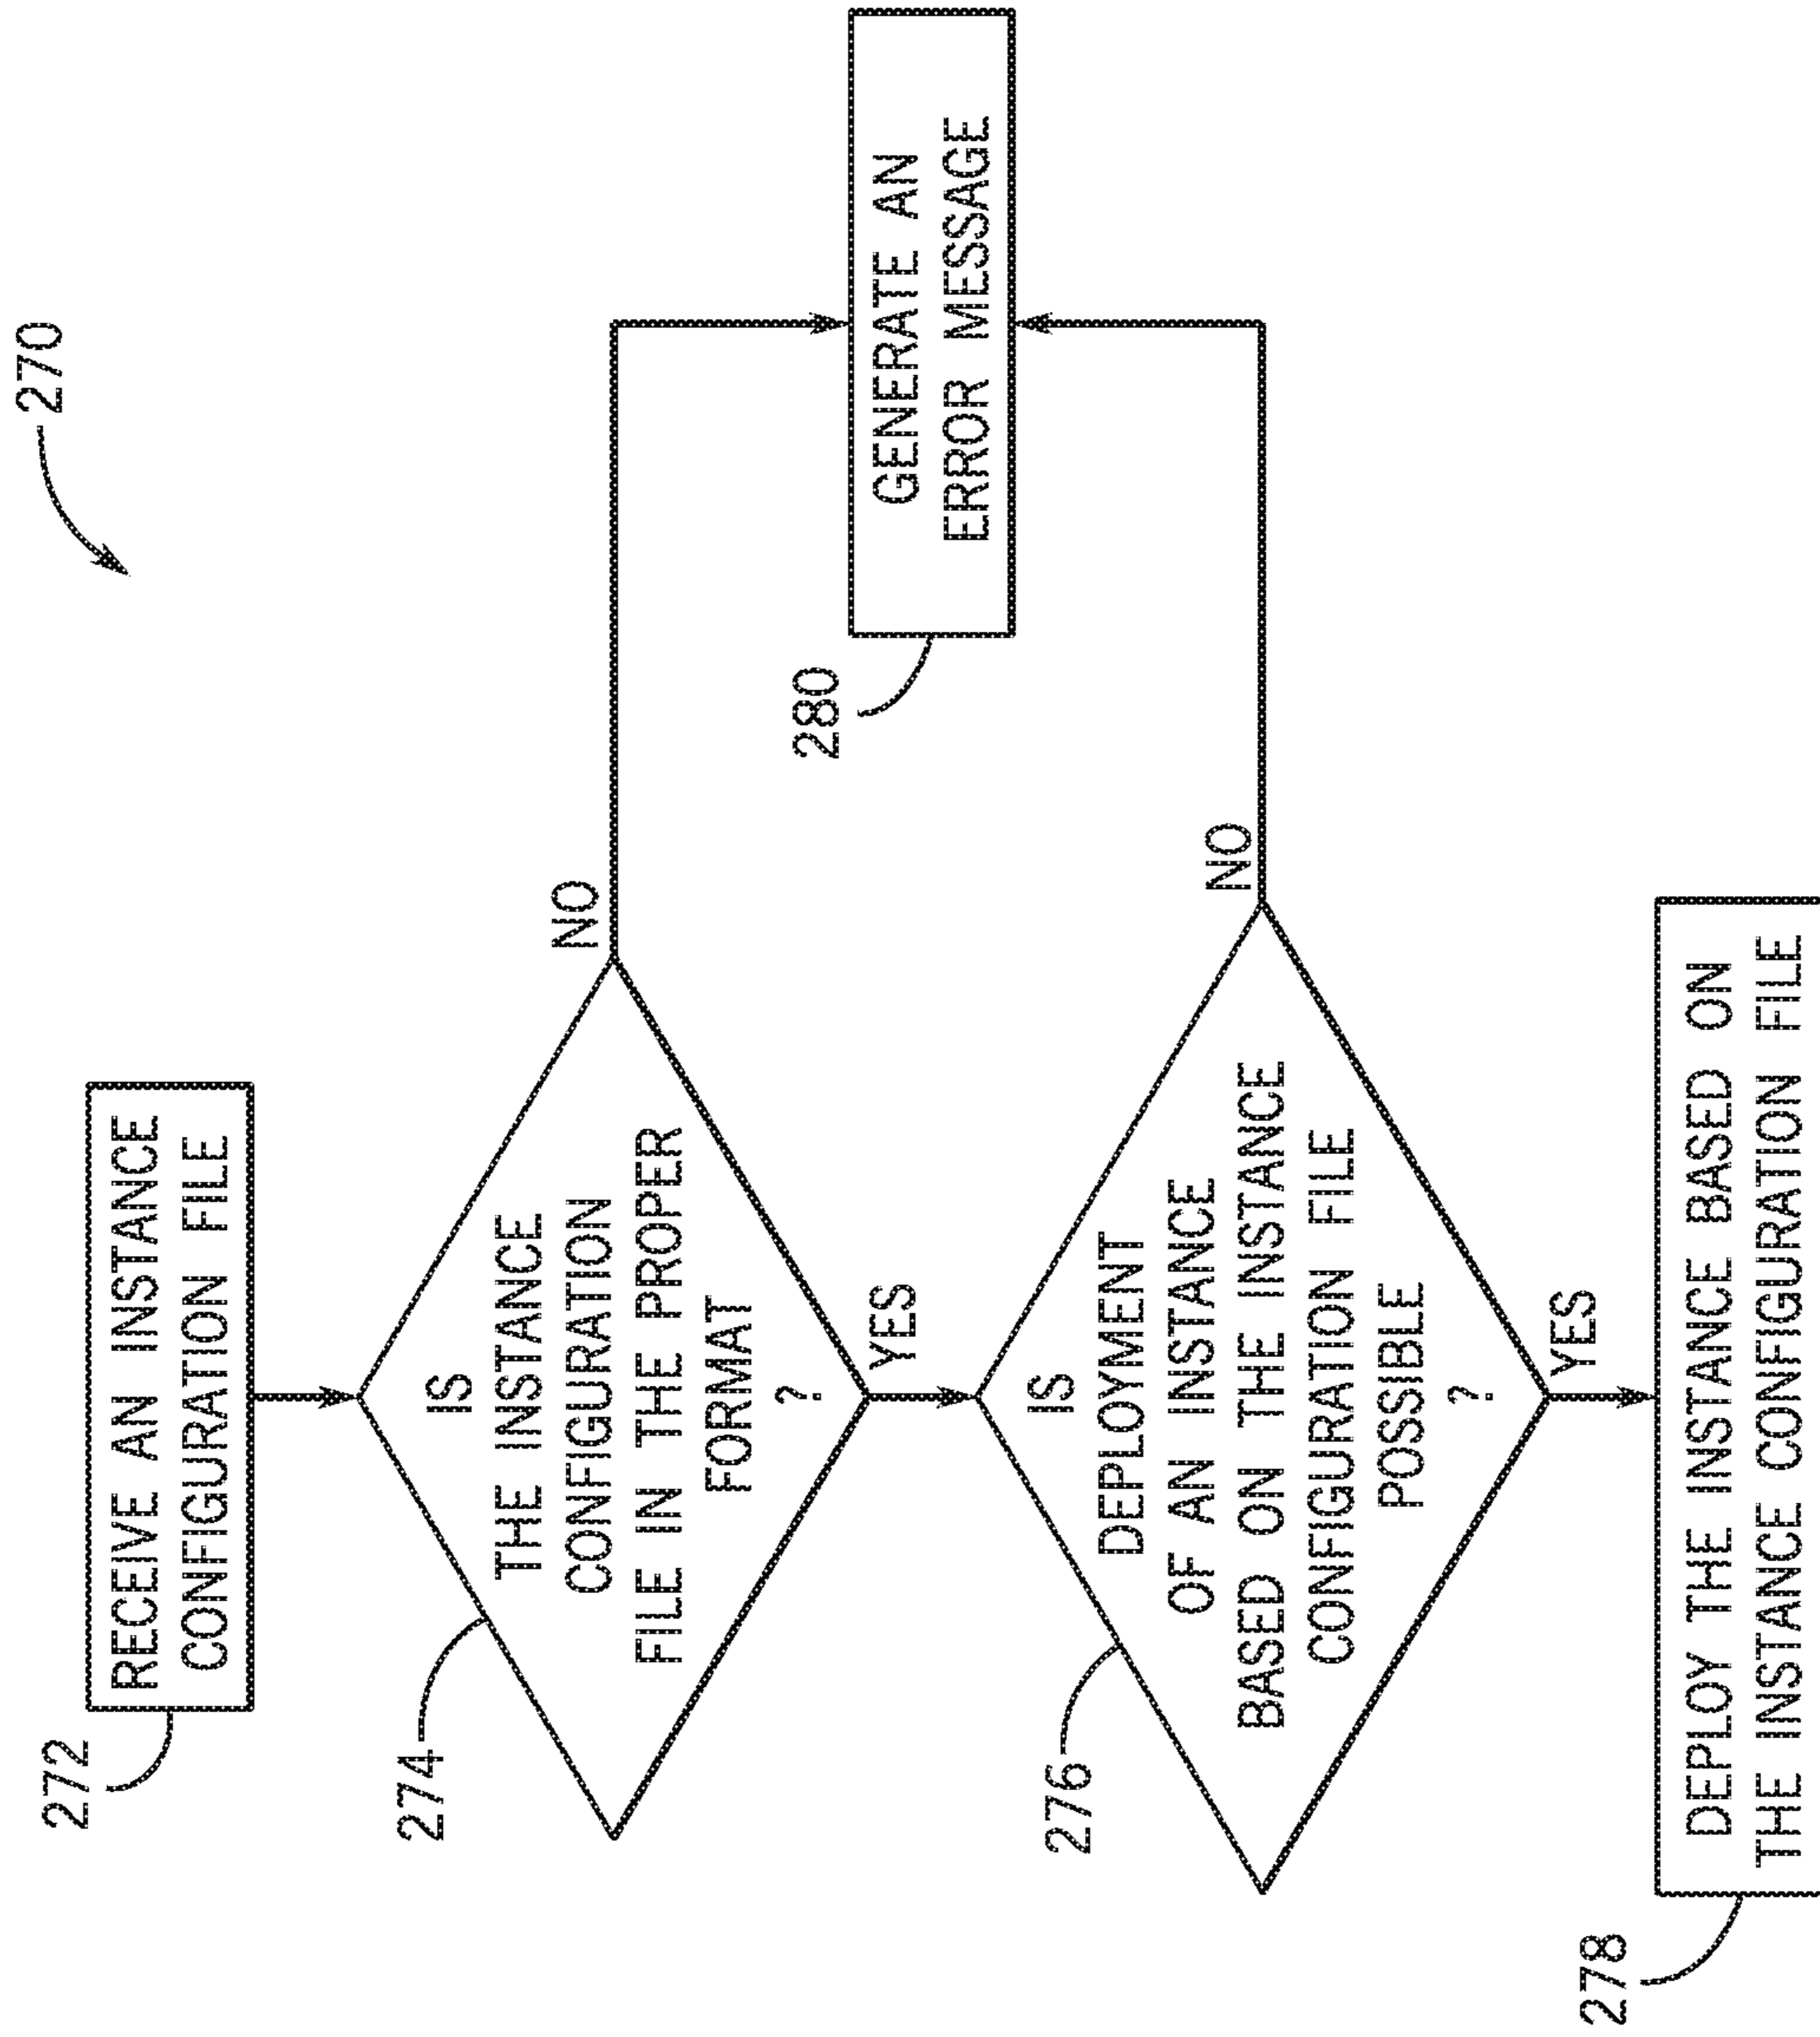 270
272
RECEIVE AN INSTANCE
CONFIGURATION FILE
274
IS
THE INSTANCE
CONFIGURATION
FILE IN THE PROPER
FORMAT
?
NO
YES
280
GENERATE AN
ERROR MESSAGE
276
IS
DEPLOYMENT
OF AN INSTANCE
BASED ON THE INSTANCE
CONFIGURATION FILE
POSSIBLE
?
NO
YES
278
DEPLOY THE INSTANCE BASED ON
THE INSTANCE CONFIGURATION FILE